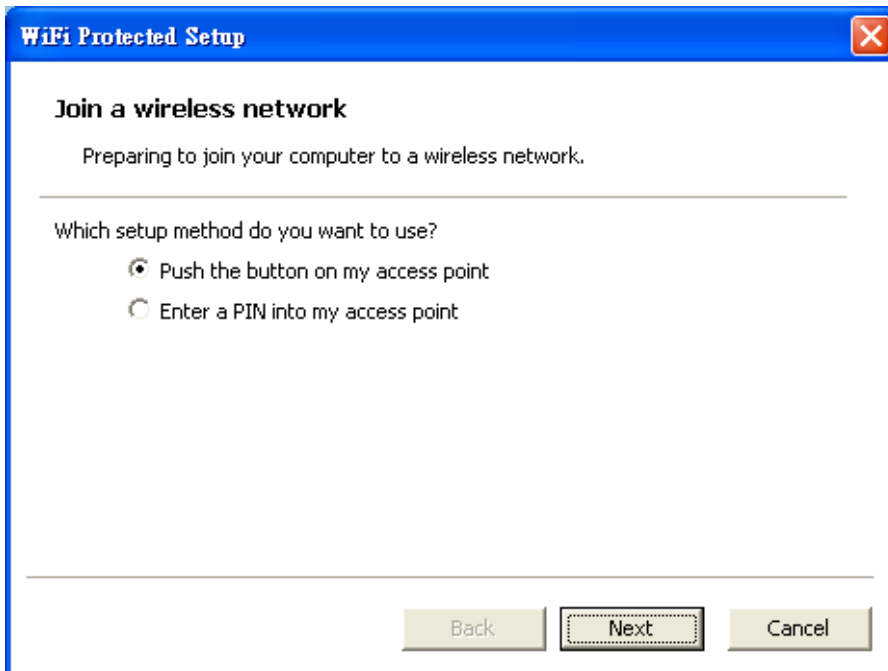 WiFi Protected Setup
Join a wireless network
Preparing to join your computer to a wireless network.
Which setup method do you want to use?
Push the button on my access point
Enter a PIN into my access point
Back
Next
Cancel